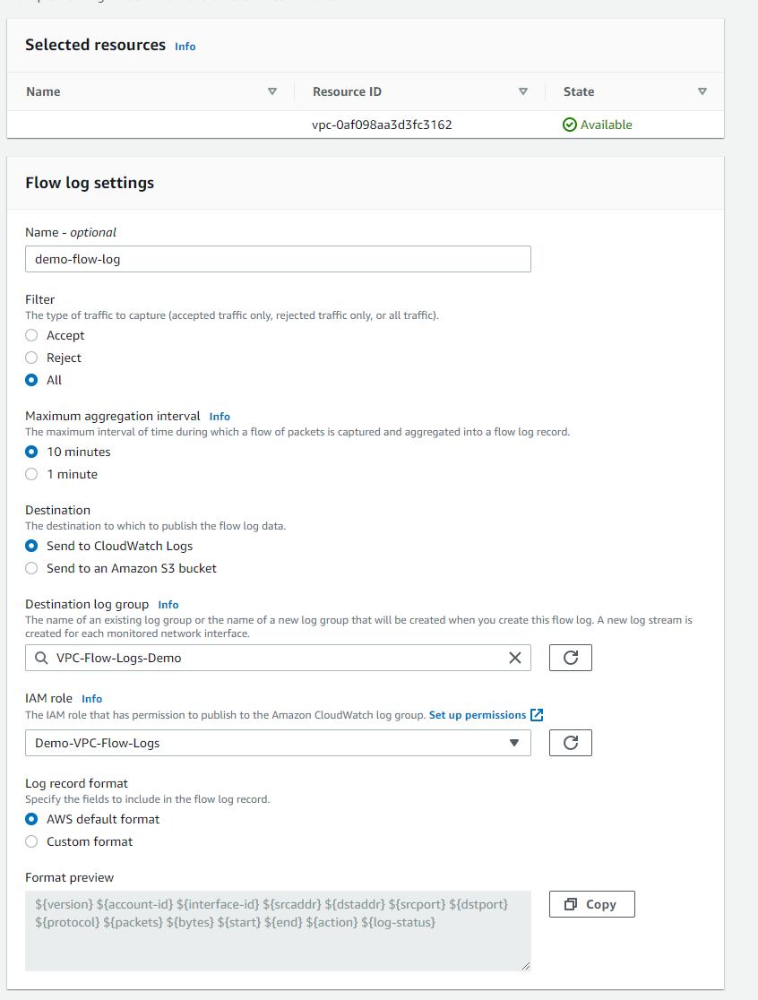 Selected resources Info
Name Resource ID State
vpc-0af098aa3d3fc3162 Available
Flow log settings
Name - optional
demo-flow-log
Filter
The type of traffic to capture (accepted traffic only, rejected traffic only, or all traffic).
Accept
Reject
All
Maximum aggregation interval Info
The maximum interval of time during which a flow of packets is captured and aggregated into a flow log record.
10 minutes
1 minute
Destination
The destination to which to publish the flow log data.
Send to CloudWatch Logs
Send to an Amazon S3 bucket
Destination log group Info
The name of an existing log group or the name of a new log group that will be created when you create this flow log. A new log stream is
created for each monitored network interface.
VPC-Flow-Logs-Demo
IAM role Info
The IAM role that has permission to publish to the Amazon CloudWatch log group. Set up permissions
Demo-VPC-Flow-Logs
Log record format
Specify the fields to include in the flow log record.
AWS default format
Custom format
Format preview
${version} ${account-id} ${interface-id} ${srcaddr} ${dstaddr} ${srcport} ${dstport}
${protocol} ${packets} ${bytes} ${start} ${end} ${action} ${log-status}
Copy